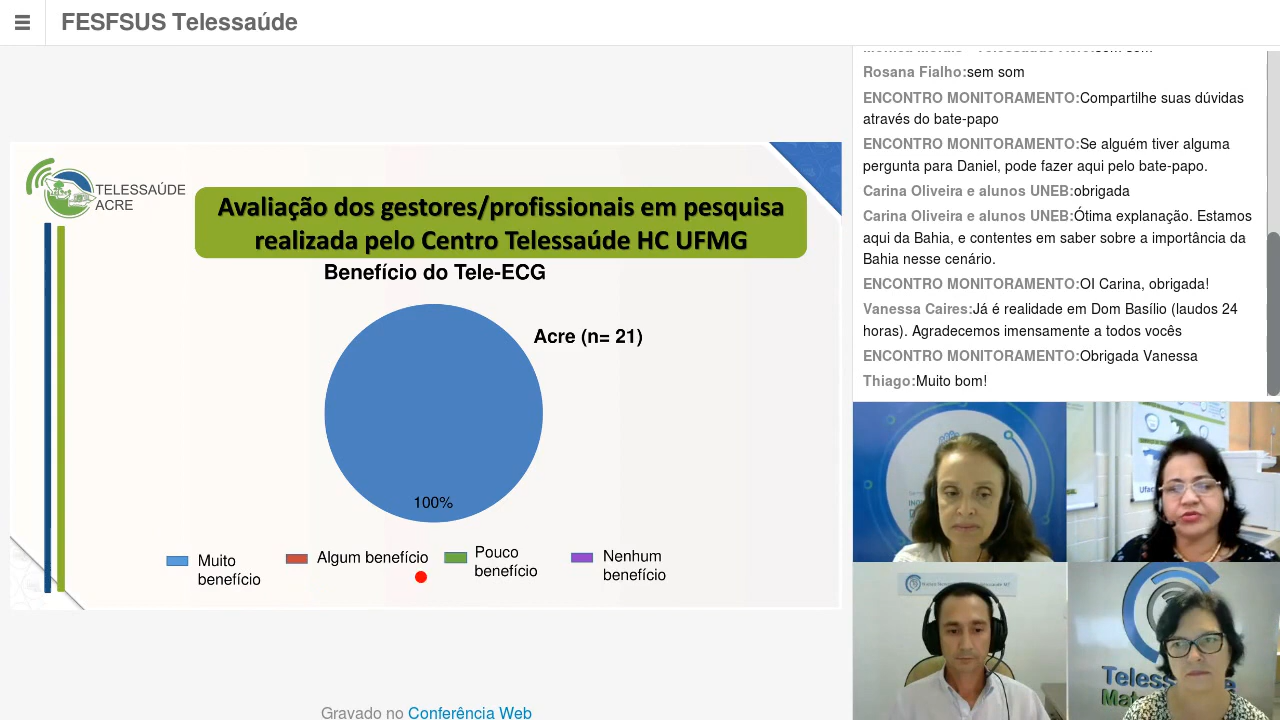 FESFSUS Telessaúde
TELESSAÚDE
ACRE
Avaliação dos gestores/profissionais em pesquisa
realizada pelo Centro Telessaúde HC UFMG
Benefício do Tele-ECG
Acre (n= 21)
100%
Muito
benefício
Algum benefício
Pouco
benefício
Nenhum
benefício
Gravado no Conferência Web
Rosana Fialho:sem som
ENCONTRO MONITORAMENTO:Compartilhe suas dúvidas
através do bate-papo
ENCONTRO MONITORAMENTO:Se alguém tiver alguma
pergunta para Daniel, pode fazer aqui pelo bate-papo.
Carina Oliveira e alunos UNEB:obrigada
Carina Oliveira e alunos UNEB:Ótima explanação. Estamos
aqui da Bahia, e contentes em saber sobre a importância da
Bahia nesse cenário.
ENCONTRO MONITORAMENTO:OI Carina, obrigada!
Vanessa Caires:Já é realidade em Dom Basílio (laudos 24
horas). Agradecemos imensamente a todos vocês
ENCONTRO MONITORAMENTO:Obrigada Vanessa
Thiago:Muito bom!
Ufac
Teless
Mat